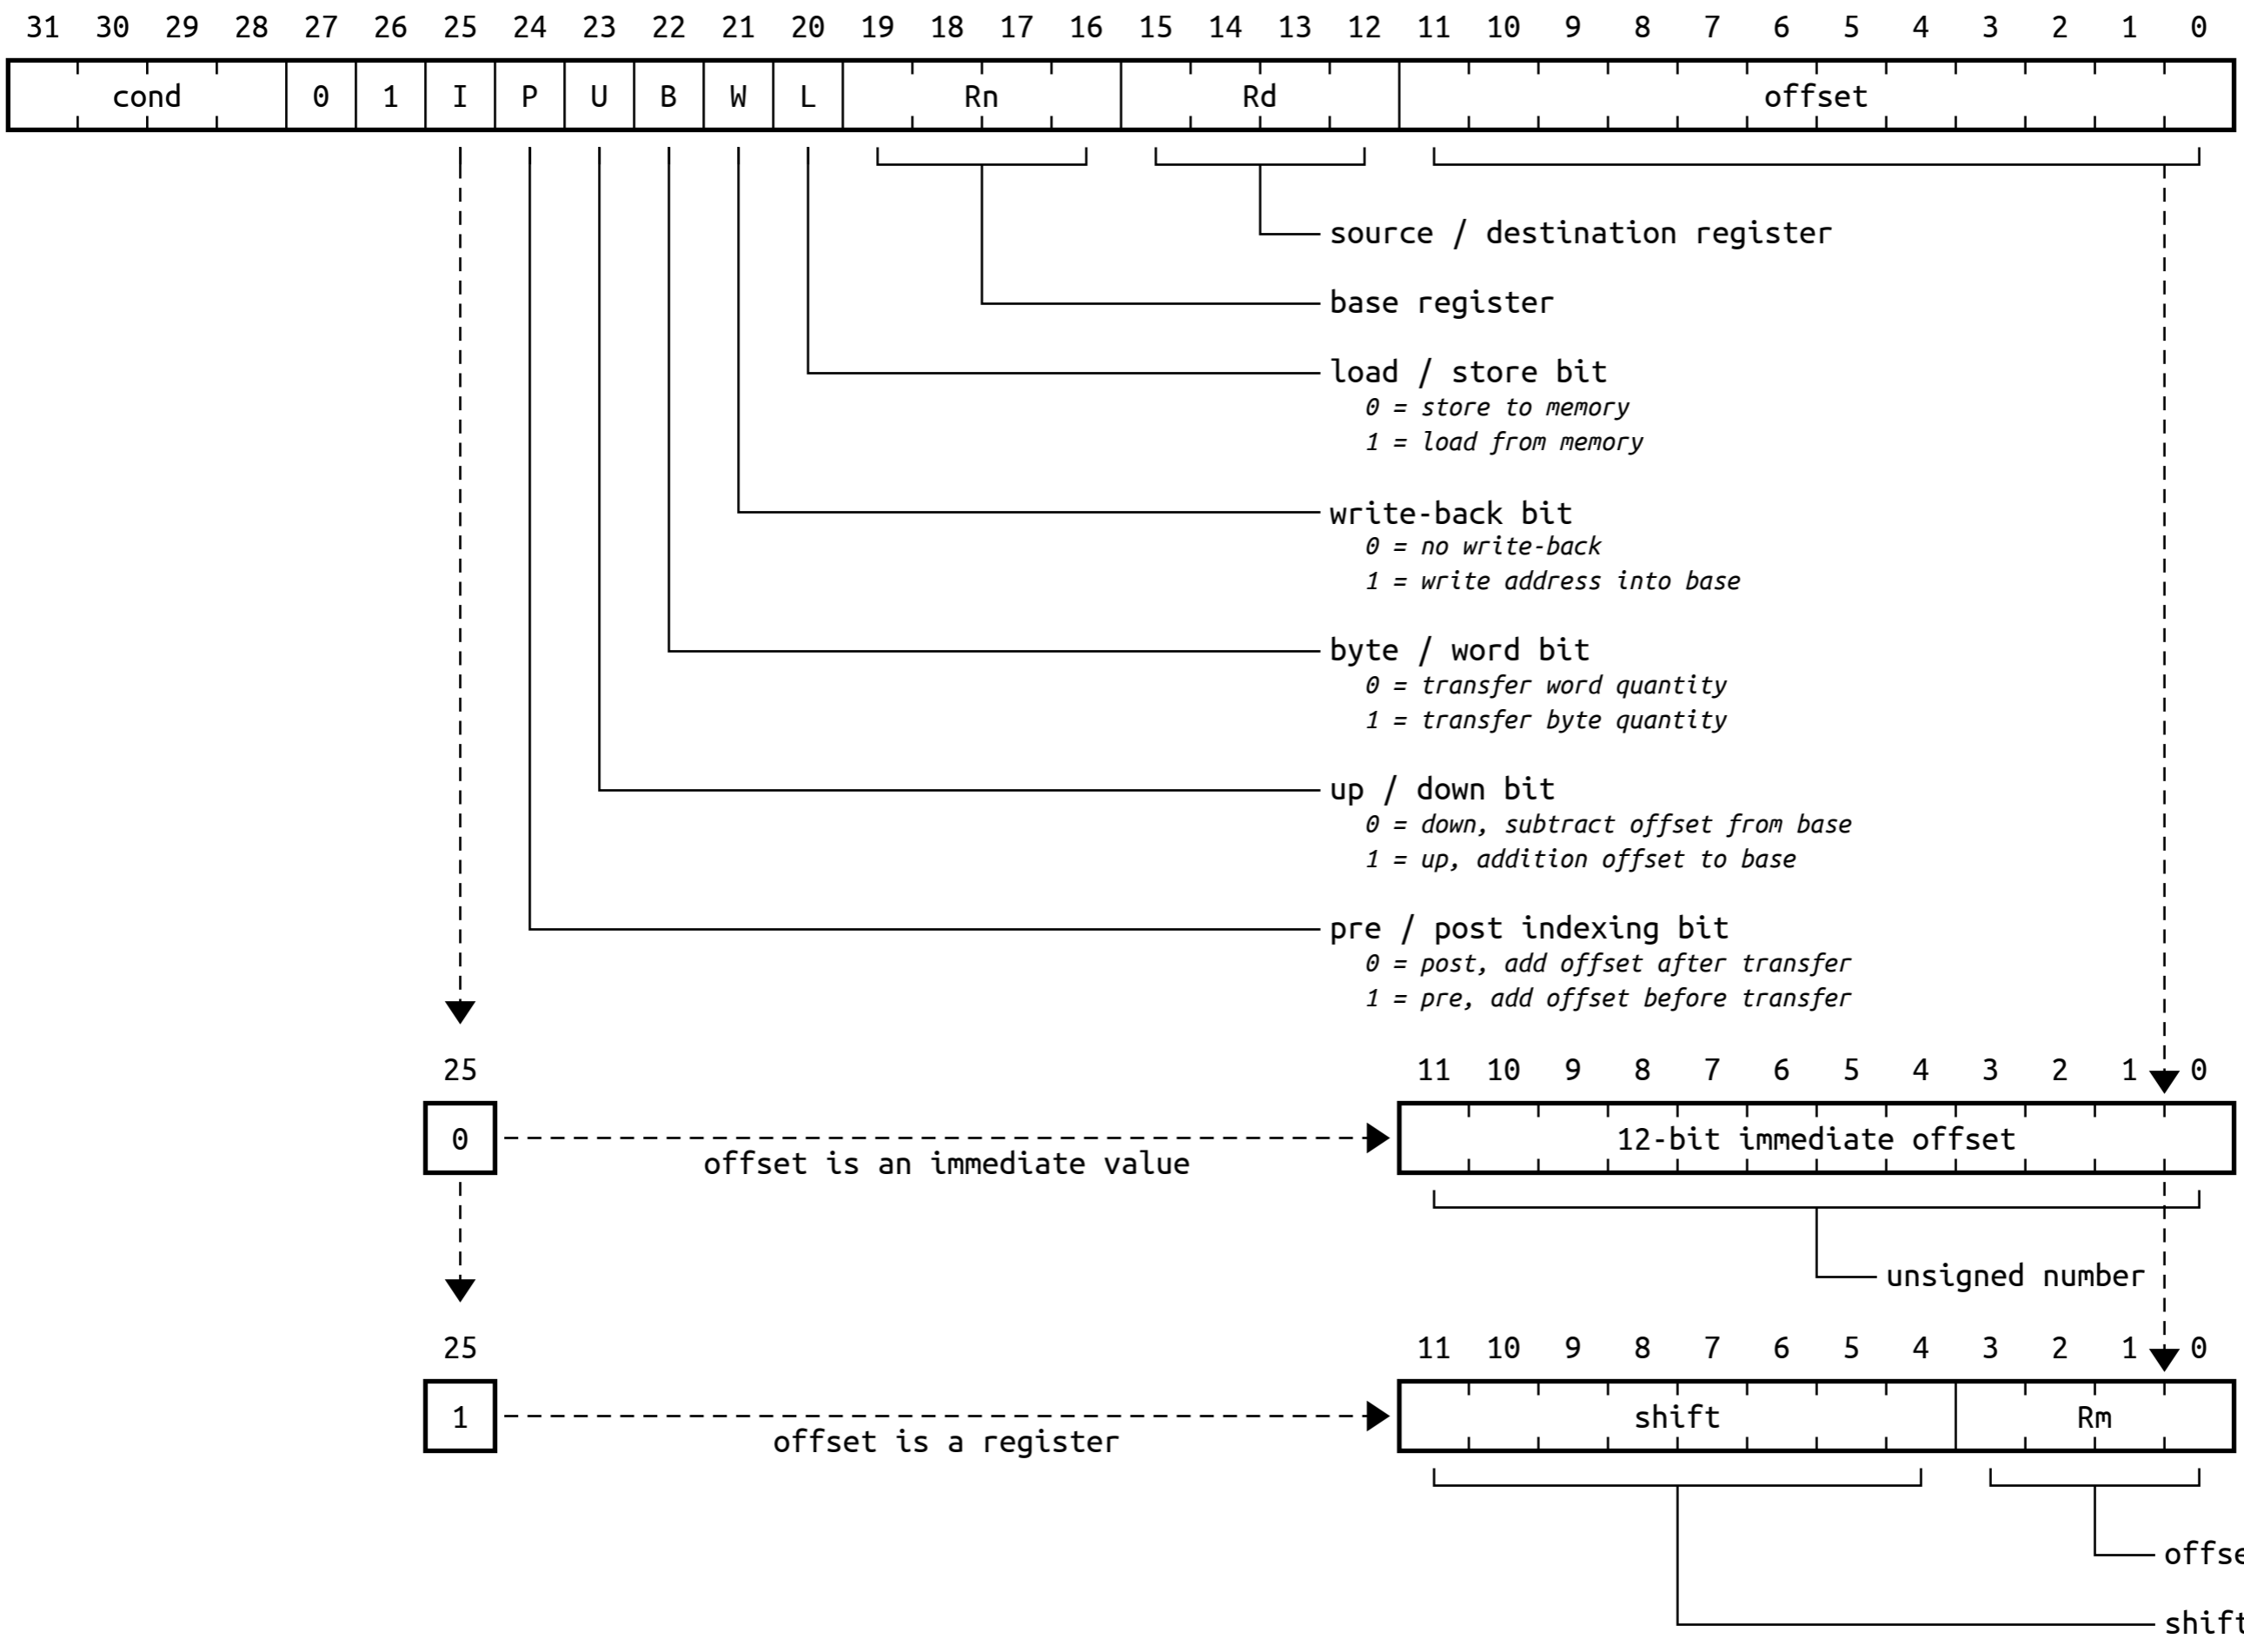 31 30 29 28 27 26 25 24 23 22 21 20 19 18 17 16 15 14 13 12 11 10 9 8 7 6 5 4 3 2 1 0
cond 0 1 I P U B W L Rn Rd offset
source / destination register
base register
load / store bit
0 = store to memory
1 = load from memory
write-back bit
0 = no write-back
1 = write address into base
byte / word bit
0 = transfer word quantity
1 = transfer byte quantity
up / down bit
0 = down, subtract offset from base
1 = up, addition offset to base
pre / post indexing bit
0 = post, add offset after transfer
1 = pre, add offset before transfer
25 11 10 9 8 7 6 5 4 3 2 1 0
0 12-bit immediate offset
offset is an immediate value
unsigned number
25 11 10 9 8 7 6 5 4 3 2 1 0
1 shift Rm
offset is a register
offse
shift